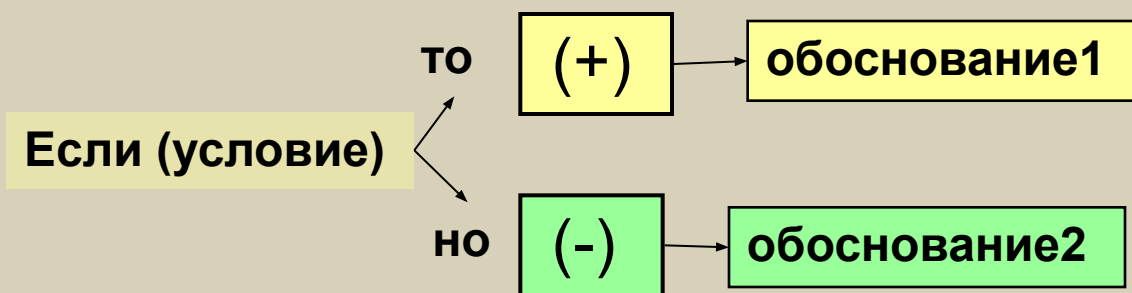 то (+) обоснование1
Если (условие)
но (-) обоснование2